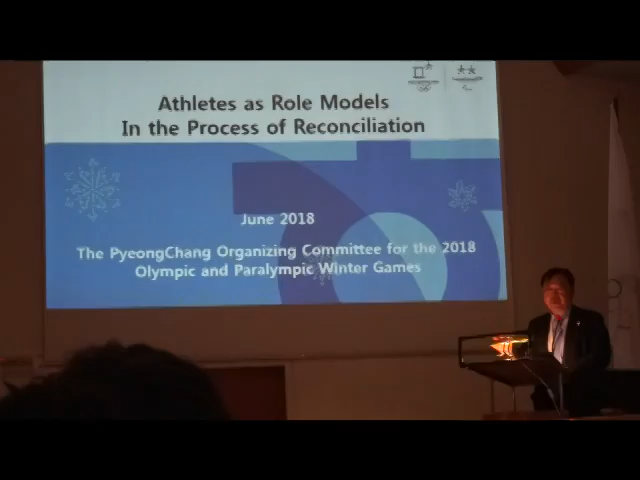 Athletes as Role Models
In the Process of Reconciliation
June 2018
The PyeongChang Organizing Committee for the 2018
Olympic and Paralympic Winter Games